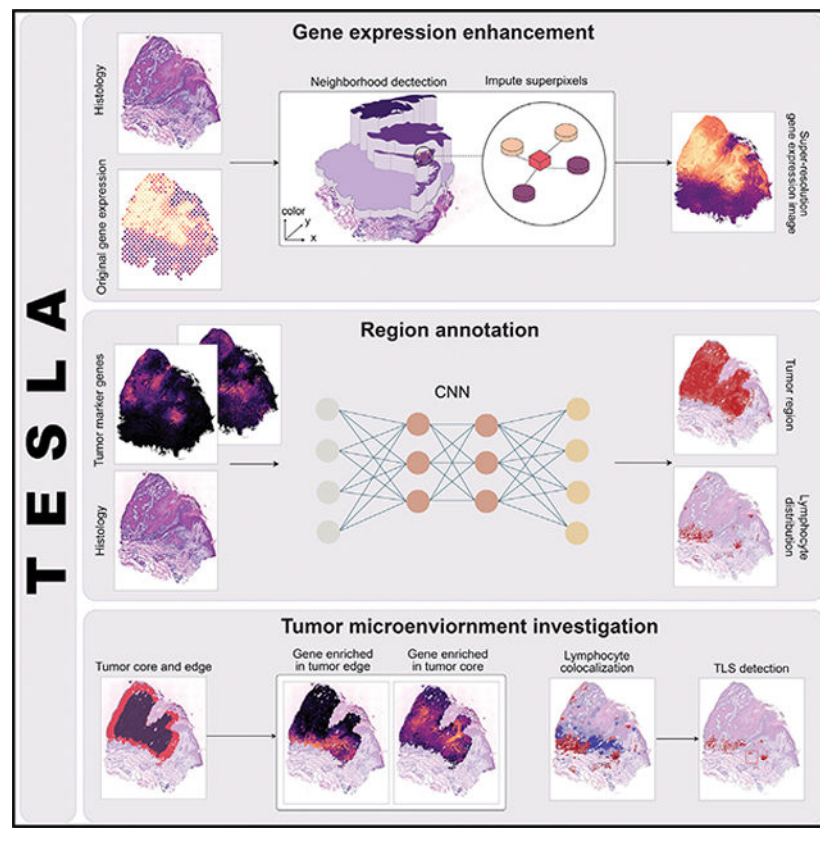 TESLA
Gene expression enhancement
Histology
Original gene expression
Neighborhood dectection
Impute superpixels
color
y
x
Super-resolution
gene expression image
Region annotation
Tumor marker genes
Histology
CNN
Tumor region
Lymphocyte
distribution
Tumor microenviornment investigation
Tumor core and edge
Gene enriched
in tumor edge
Gene enriched
in tumor core
Lymphocyte
colocalization
TLS detection